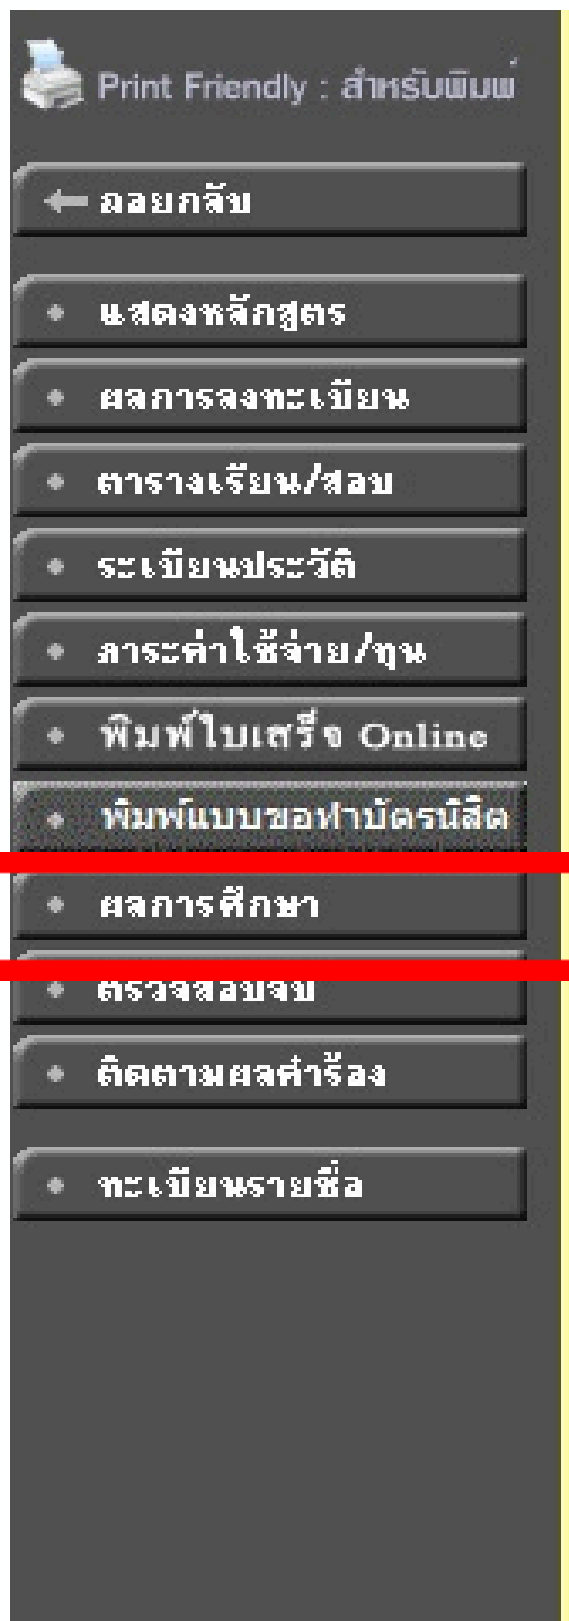 Print Friendly : สำหรับพิมพ์
ถอยกลับ
แสดงหลักสูตร
ผลการลงทะเบียน
ตารางเรียน/สอบ
ระเบียนประวัติ
ภาระค่าใช้จ่าย/ทุน
พิมพ์ใบเสร็จ Online
พิมพ์แบบขอทำบัตรนิสิต
ผลการศึกษา
ตรวจสอบจบ
ติดตามผลคำร้อง
ทะเบียนรายชื่อ